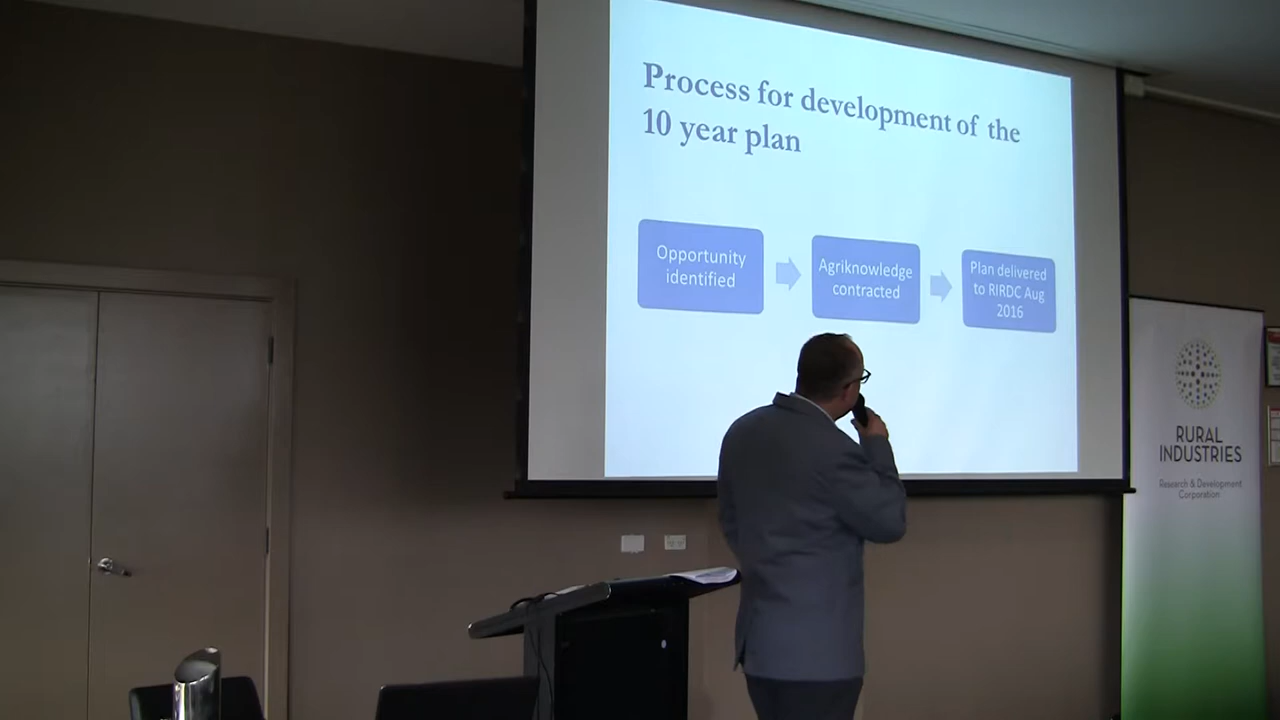 Process for development of the
10 year plan
Opportunity
identified
Agriknowledge
contracted
Plan delivered
to RIRDC Aug
2016
RURAL
INDUSTRIES
Research & Development
Corporation